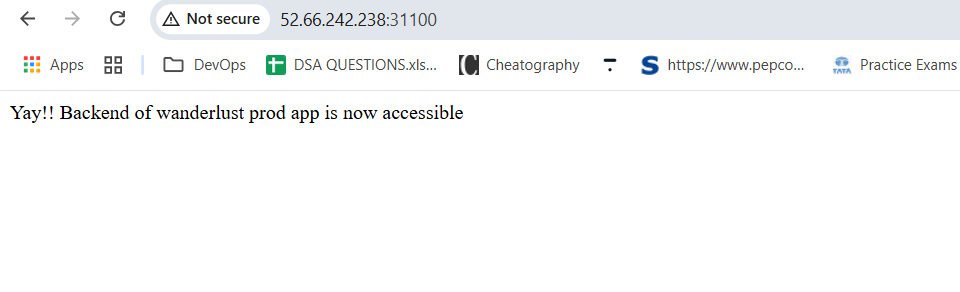 Not secure 52.66.242.238:31100
Apps DevOps DSA QUESTIONS.xls... Cheatography https://www.pepco... TATA Practice Exams
Yay!! Backend of wanderlust prod app is now accessible